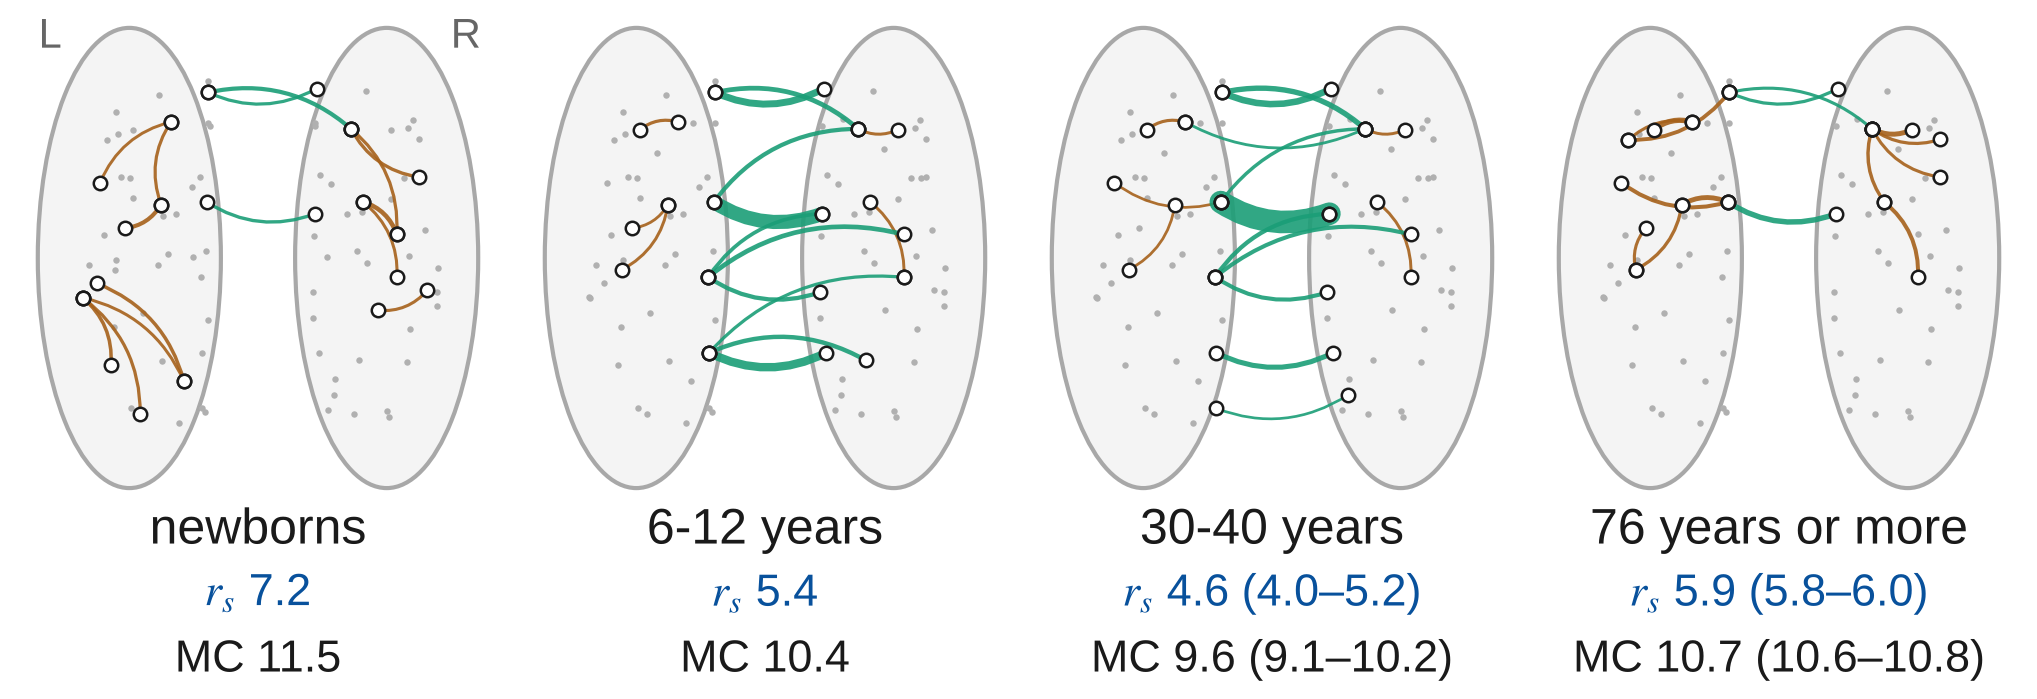 L R
newborns 6-12 years 30-40 years 76 years or more
rs 7.2 rs 5.4 rs 4.6 (4.0–5.2) rs 5.9 (5.8–6.0)
MC 11.5 MC 10.4 MC 9.6 (9.1–10.2) MC 10.7 (10.6–10.8)